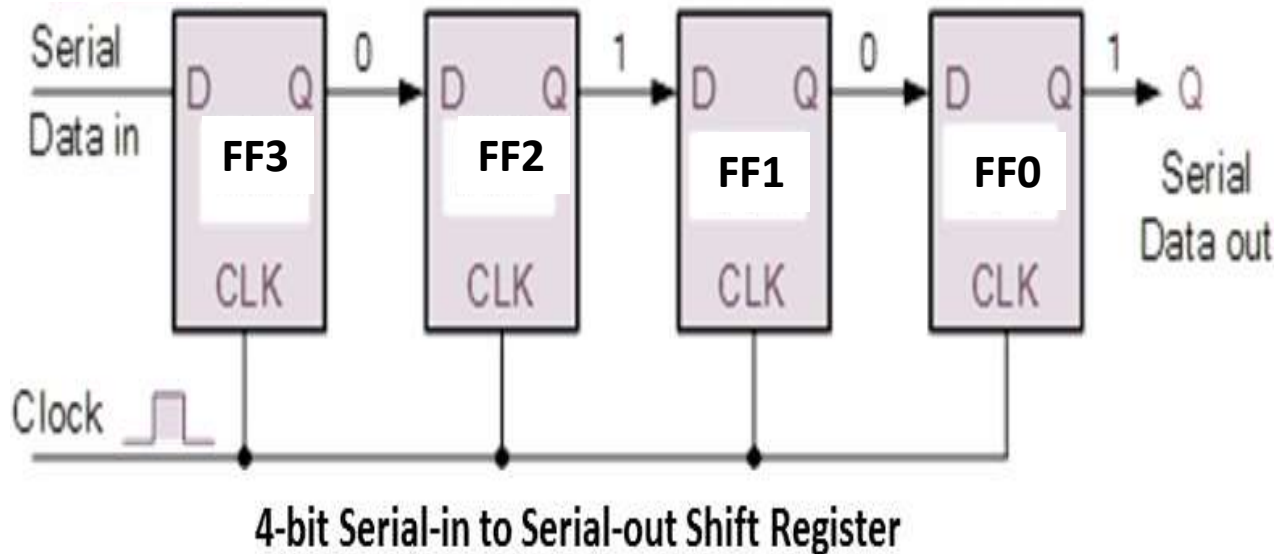 Serial
Data in
0
1
0
1
D Q
D Q
D Q
D Q
Q
FF3
FF2
FF1
FF0
Serial
Data out
CLK
CLK
CLK
CLK
Clock
4-bit Serial-in to Serial-out Shift Register